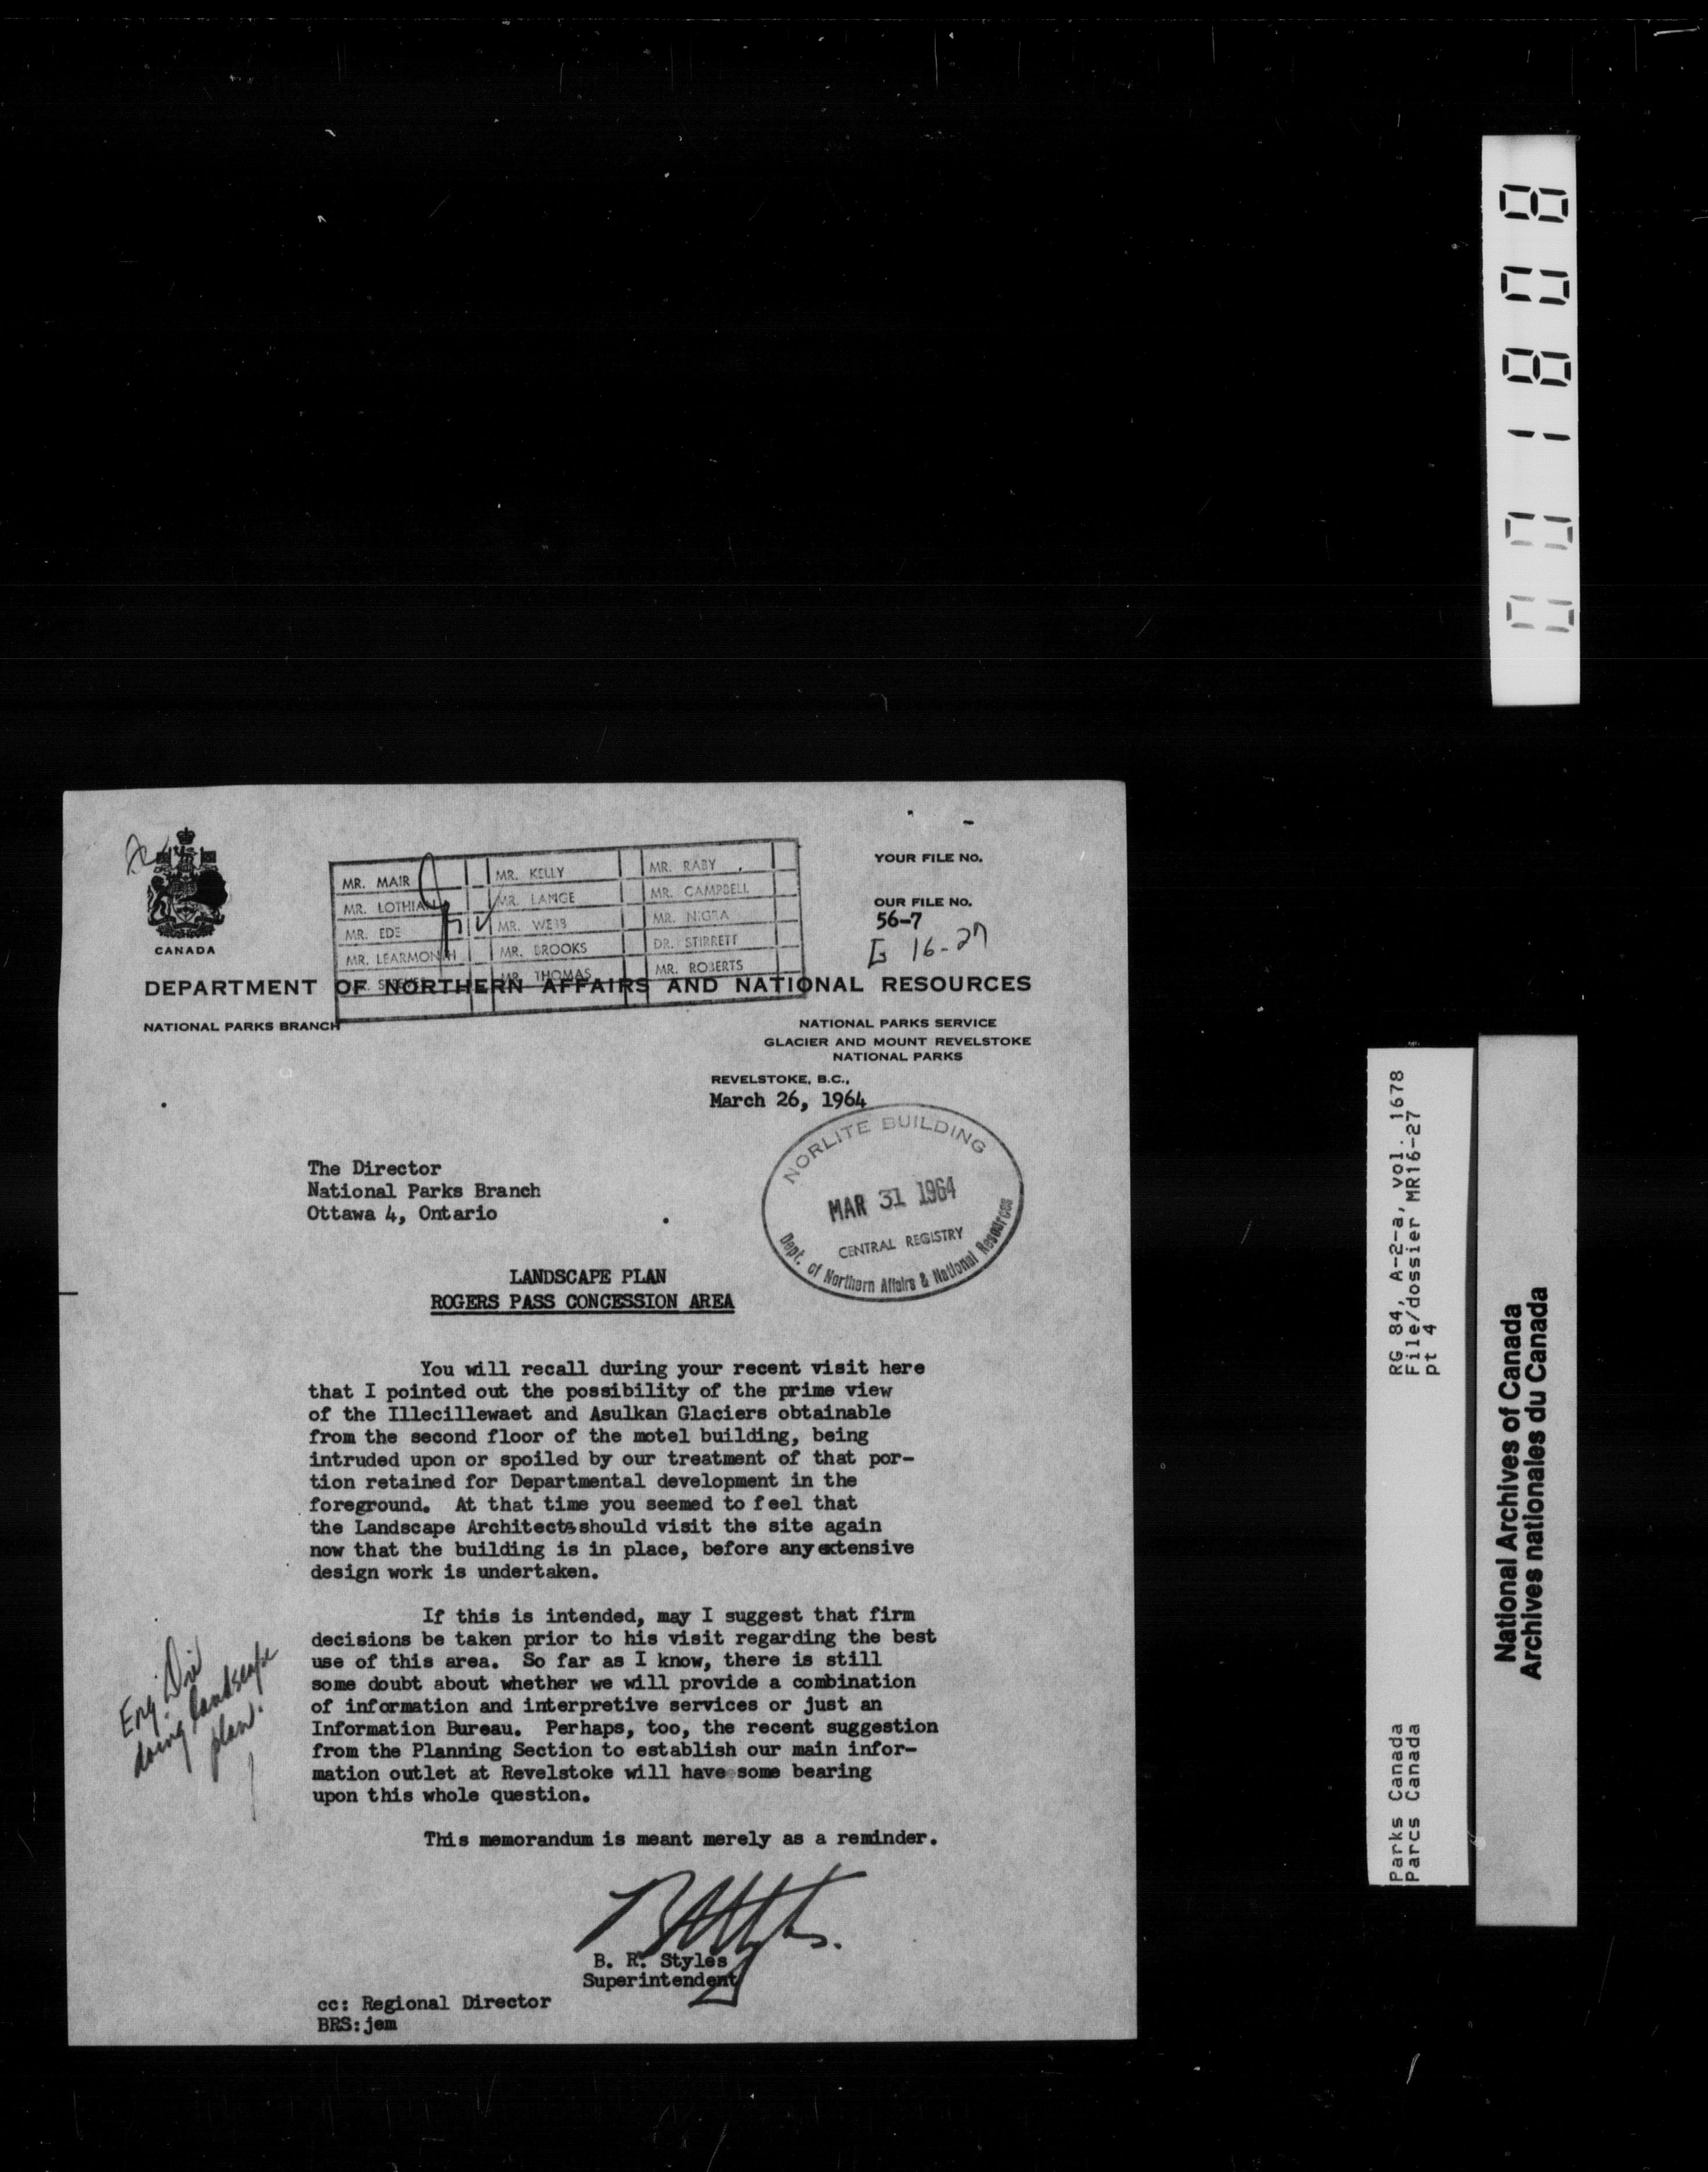 YOUR FILE NO.
OUR FILE NO.
56-7
G 16-27
MR. MAIR MR. KELLY MR. RABY
MR. LOTHIAN MR. LANGE MR. CAMPBELL
MR. EDE MR. WEBB MR. NIGRA
MR. LEARMONTH MR. BROOKS DR. STIRRETT
MR. THOMAS MR. ROBERTS
CANADA
DEPARTMENT OF NORTHERN AFFAIRS AND NATIONAL RESOURCES
NATIONAL PARKS BRANCH
NATIONAL PARKS SERVICE
GLACIER AND MOUNT REVELSTOKE
NATIONAL PARKS
REVELSTOKE, B.C.,
March 26, 1964
NORLITE BUILDING
MAR 31 1964
CENTRAL REGISTRY
Dept. of Northern Affairs & National Resources
The Director
National Parks Branch
Ottawa 4, Ontario
LANDSCAPE PLAN
ROGERS PASS CONCESSION AREA
You will recall during your recent visit here
that I pointed out the possibility of the prime view
of the Illecillewaet and Asulkan Glaciers obtainable
from the second floor of the motel building, being
intruded upon or spoiled by our treatment of that por-
tion retained for Departmental development in the
foreground. At that time you seemed to feel that
the Landscape Architects should visit the site again
now that the building is in place, before any extensive
design work is undertaken.
If this is intended, may I suggest that firm
decisions be taken prior to his visit regarding the best
use of this area. So far as I know, there is still
some doubt about whether we will provide a combination
of information and interpretive services or just an
Information Bureau. Perhaps, too, the recent suggestion
from the Planning Section to establish our main infor-
mation outlet at Revelstoke will have some bearing
upon this whole question.
Eng. Div
doing landscape
plan.
This memorandum is meant merely as a reminder.
B. R. Styles
Superintendent
cc: Regional Director
BRS:jem
001808
RG 84, A-2-a, vol. 1678
File/dossier MR16-27
pt 4
Parks Canada
Parcs Canada
National Archives of Canada
Archives nationales du Canada